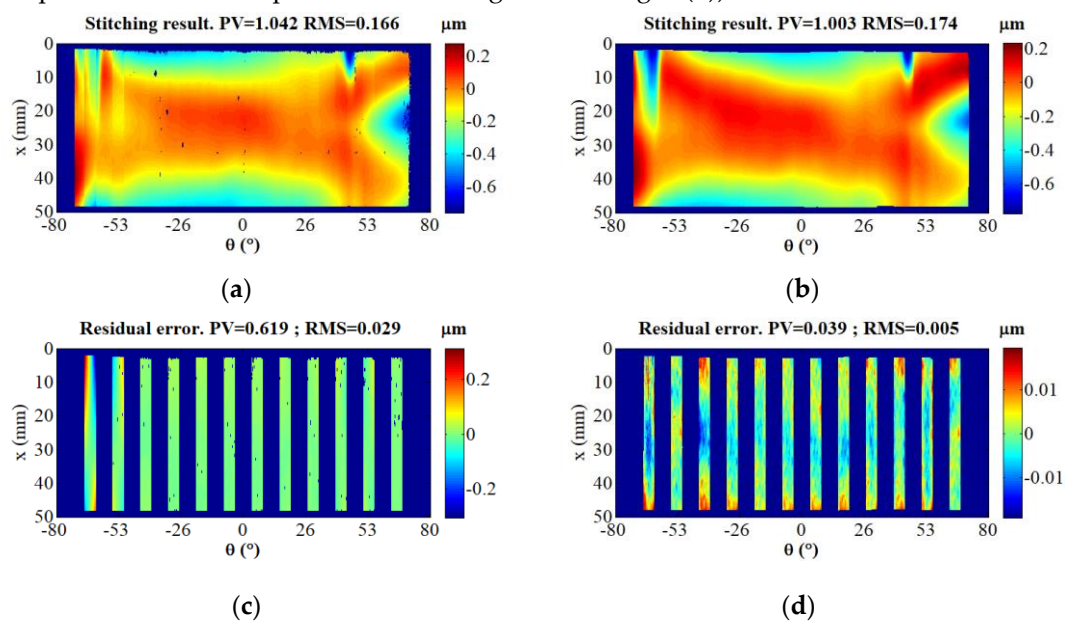 Stitching result. PV=1.042 RMS=0.166 μm
0
10
20
30
40
50
x (mm)
0.2
0
-0.2
-0.4
-0.6
-80 -53 -26 0 26 53 80
θ (°)
(a)
Stitching result. PV=1.003 RMS=0.174 μm
0
10
20
30
40
50
x (mm)
0.2
0
-0.2
-0.4
-0.6
-80 -53 -26 0 26 53 80
θ (°)
(b)
Residual error. PV=0.619 ; RMS=0.029 μm
0
10
20
30
40
50
x (mm)
0.2
0
-0.2
-80 -53 -26 0 26 53 80
θ (°)
(c)
Residual error. PV=0.039 ; RMS=0.005 μm
0
10
20
30
40
50
x (mm)
0.01
0
-0.01
-80 -53 -26 0 26 53 80
θ (°)
(d)